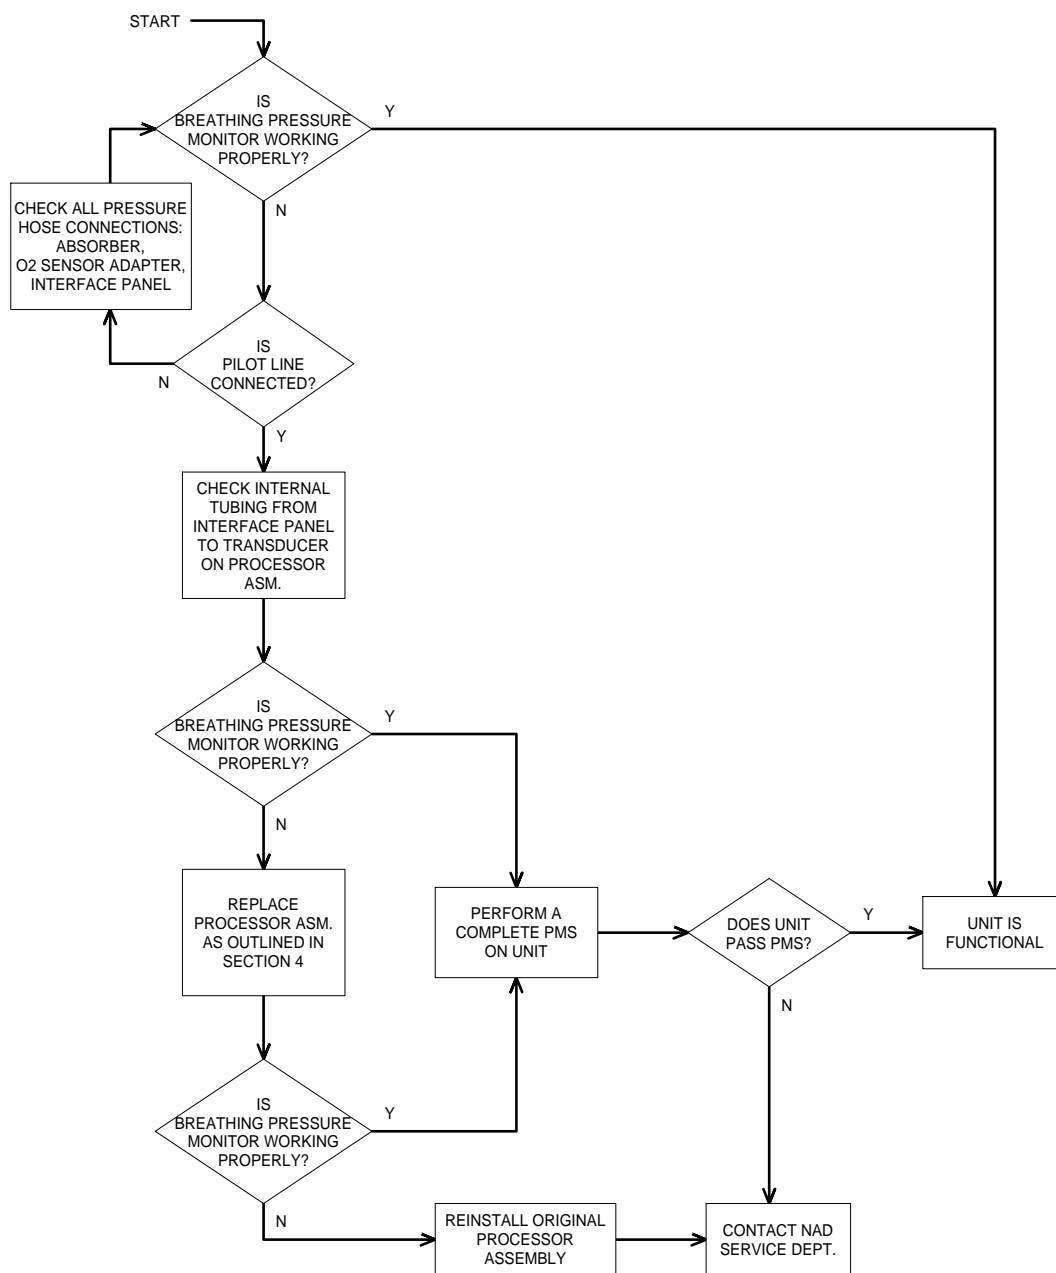 START
IS
BREATHING PRESSURE
MONITOR WORKING
PROPERLY?
Y
N
CHECK ALL PRESSURE
HOSE CONNECTIONS:
ABSORBER,
O2 SENSOR ADAPTER,
INTERFACE PANEL
IS
PILOT LINE
CONNECTED?
N
Y
CHECK INTERNAL
TUBING FROM
INTERFACE PANEL
TO TRANSDUCER
ON PROCESSOR
ASM.
IS
BREATHING PRESSURE
MONITOR WORKING
PROPERLY?
Y
N
REPLACE
PROCESSOR ASM.
AS OUTLINED IN
SECTION 4
PERFORM A
COMPLETE PMS
ON UNIT
DOES UNIT
PASS PMS?
Y
N
UNIT IS
FUNCTIONAL
IS
BREATHING PRESSURE
MONITOR WORKING
PROPERLY?
Y
N
REINSTALL ORIGINAL
PROCESSOR
ASSEMBLY
CONTACT NAD
SERVICE DEPT.